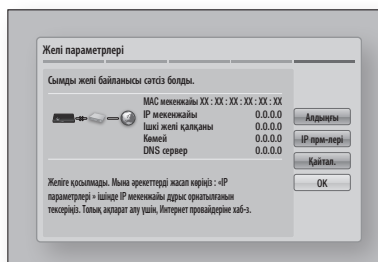 Желі параметрлері
Сымды желі байланысы сәтсіз болды.
MAC мекенжайы XX : XX : XX : XX : XX : XX
IP мекенжайы 0.0.0.0
Ішкі желі қалқаны 0.0.0.0
Көмей 0.0.0.0
DNS сервер 0.0.0.0
Алдыңғы
IP прм-лері
Қайтал.
OK
Желіге қосылмады. Мына әрекеттерді жасап көріңіз : «IP
параметрлері » ішінде IP мекенжайы дұрыс орнатылғанын
тексеріңіз. Толық ақпарат алу үшін, Интернет провайдеріне хаб-з.